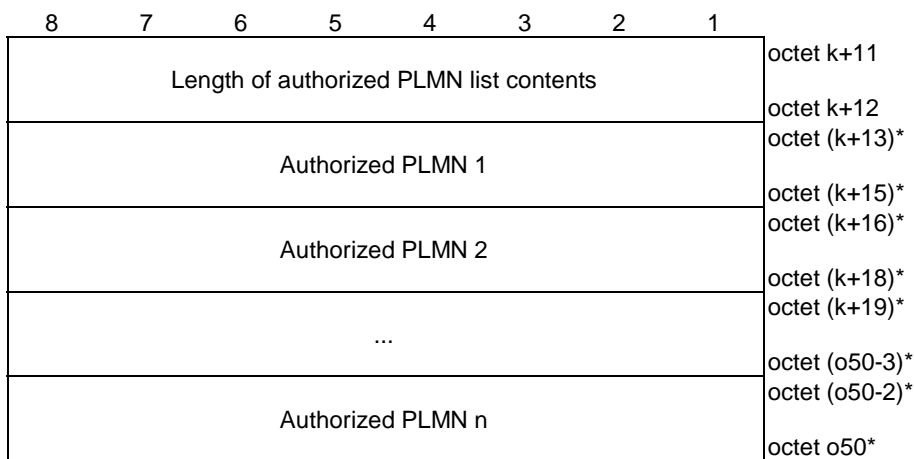 8 7 6 5 4 3 2 1
octet k+11
Length of authorized PLMN list contents
octet k+12
octet (k+13)*
Authorized PLMN 1
octet (k+15)*
octet (k+16)*
Authorized PLMN 2
octet (k+18)*
octet (k+19)*
...
octet (o50-3)*
octet (o50-2)*
Authorized PLMN n
octet o50*